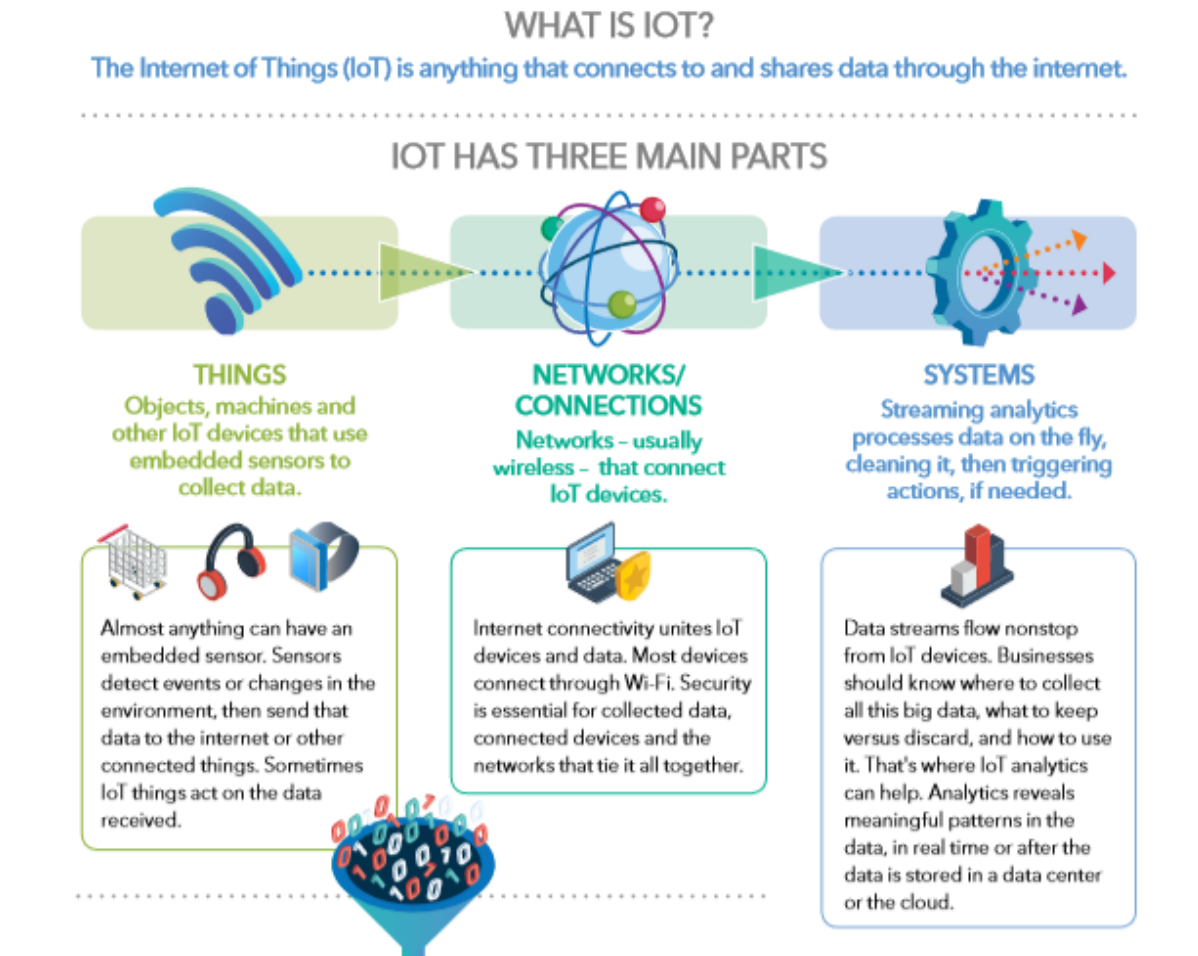 WHAT IS IOT?
The Internet of Things (IoT) is anything that connects to and shares data through the internet.
IOT HAS THREE MAIN PARTS
THINGS
Objects, machines and
other IoT devices that use
embedded sensors to
collect data.
Almost anything can have an
embedded sensor. Sensors
detect events or changes in the
environment, then send that
data to the internet or other
connected things. Sometimes
IoT things act on the data
received.
NETWORKS/
CONNECTIONS
Networks – usually
wireless – that connect
IoT devices.
Internet connectivity unites IoT
devices and data. Most devices
connect through Wi-Fi. Security
is essential for collected data,
connected devices and the
networks that tie it all together.
SYSTEMS
Streaming analytics
processes data on the fly,
cleaning it, then triggering
actions, if needed.
Data streams flow nonstop
from IoT devices. Businesses
should know where to collect
all this big data, what to keep
versus discard, and how to use
it. That's where IoT analytics
can help. Analytics reveals
meaningful patterns in the
data, in real time or after the
data is stored in a data center
or the cloud.